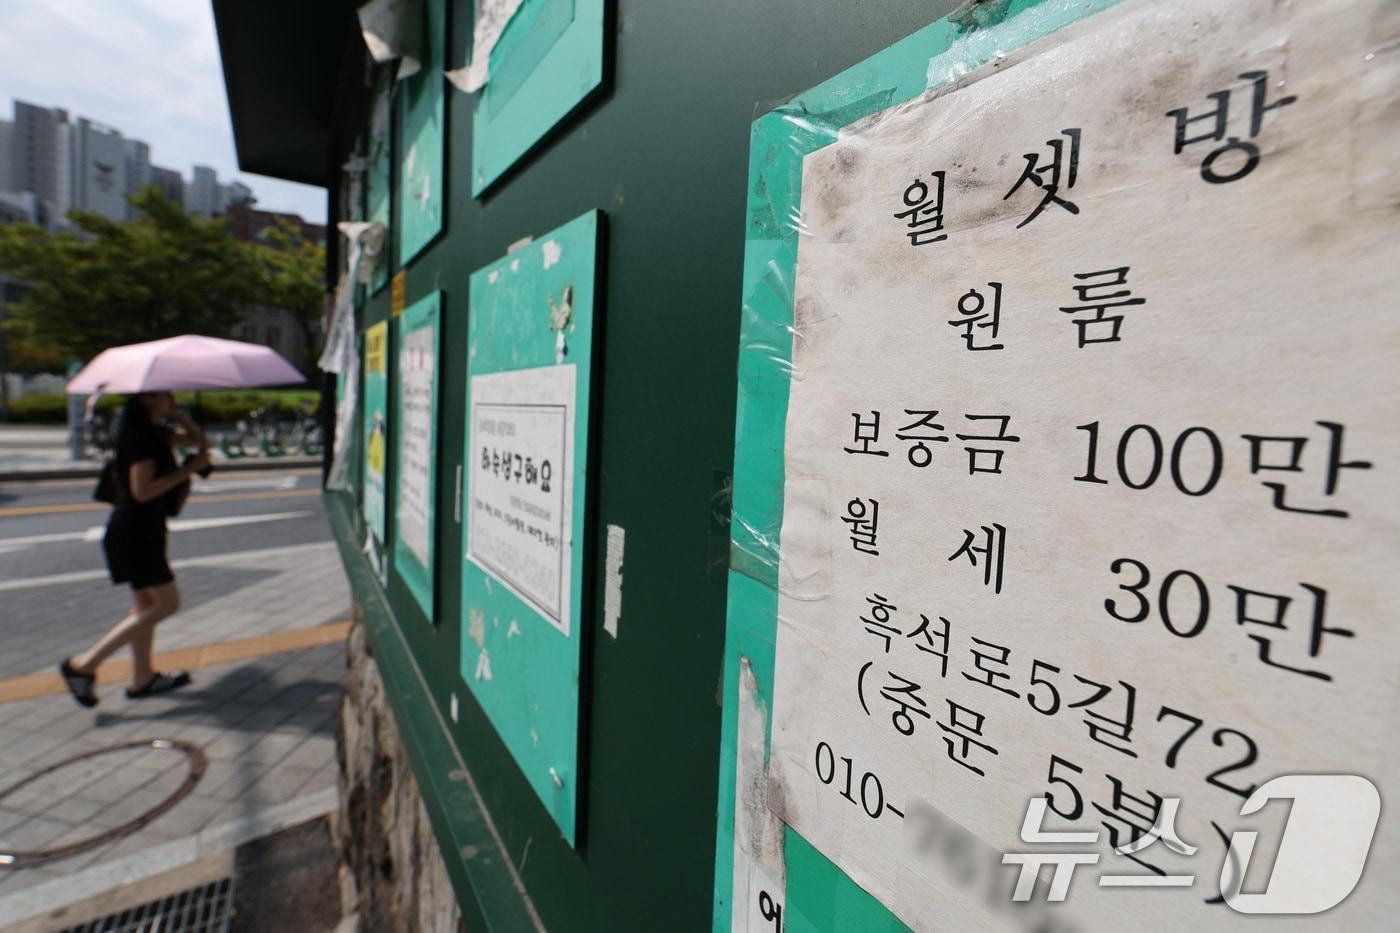 월 셋 방
원 룸
보증금 100만
월 세 30만
흑석로5길72
(중문 5분)
010-
하숙생구해요
어
뉴스1